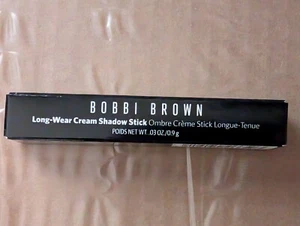 BOBBI BROWN
Long-Wear Cream Shadow Stick Ombre Crème Stick Longue-Tenue
POIDS NET WT. .03 OZ./0.9 g